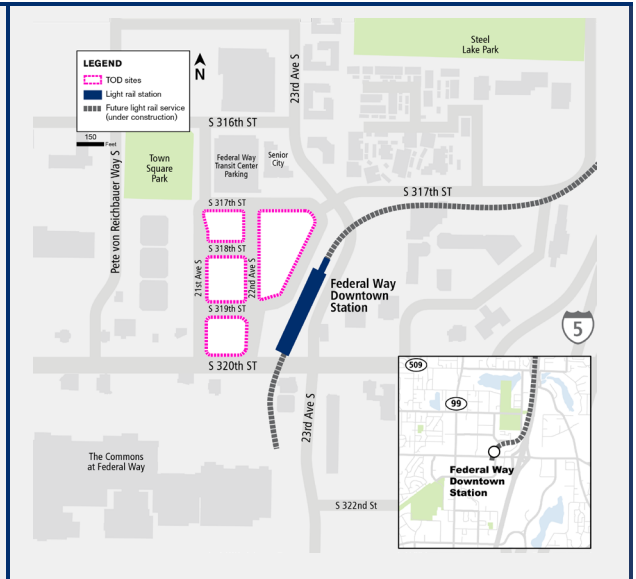 Steel
Lake Park
LEGEND
TOD sites
Light rail station
Future light rail service
(under construction)
N
23rd Ave S
150
Feet
S 316th ST
Town
Square
Park
Federal Way
Transit Center
Parking
Senior
City
Pete von Reichbauer Way S
S 317th ST
S 317th ST
S 318th ST
21st Ave S
22nd Ave S
Federal Way
Downtown
Station
S 319th ST
5
S 320th ST
509
99
23rd Ave S
The Commons
at Federal Way
Federal Way
Downtown
Station
S 322nd St